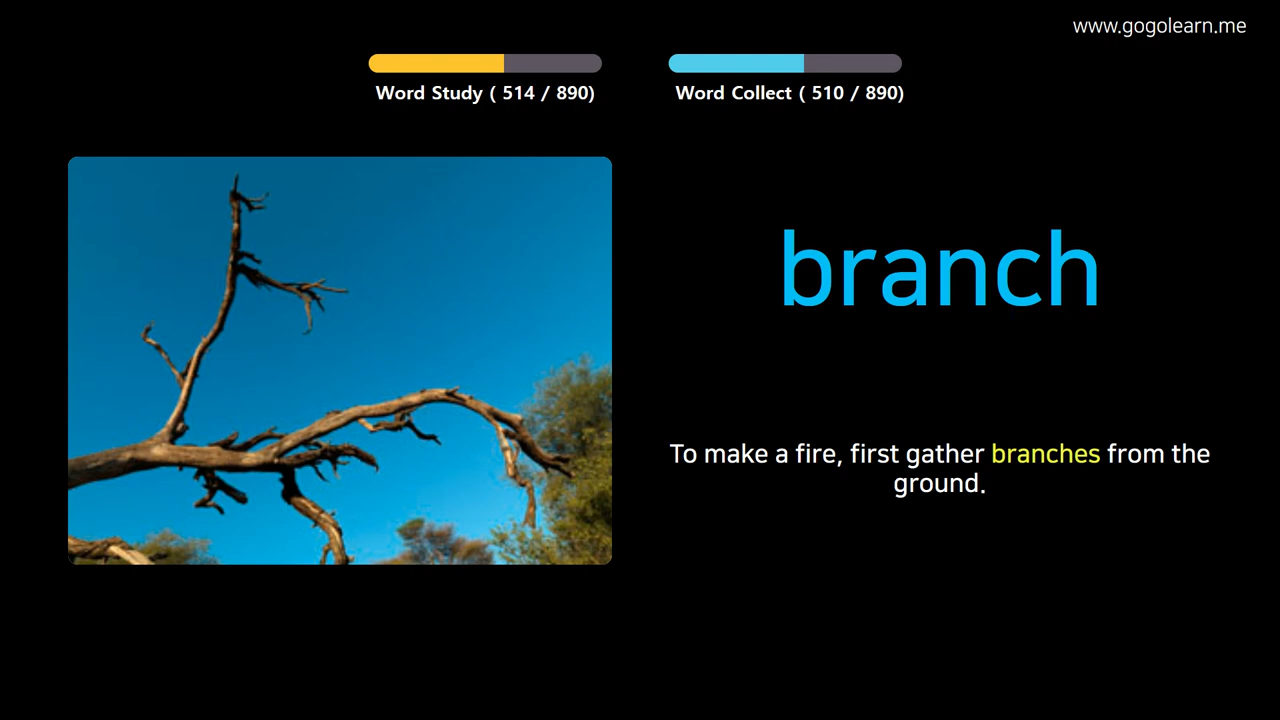 www.gogolearn.me
Word Study ( 514 / 890)
Word Collect ( 510 / 890)
branch
To make a fire, first gather branches from the
ground.